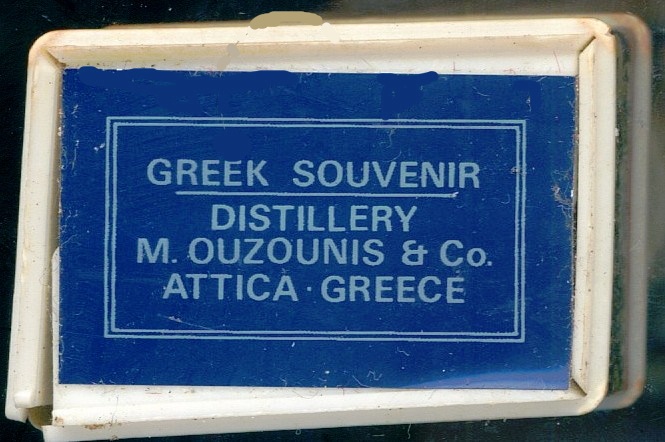 GREEK SOUVENIR
DISTILLERY
M. OUZOUNIS & Co.
ATTICA · GREECE